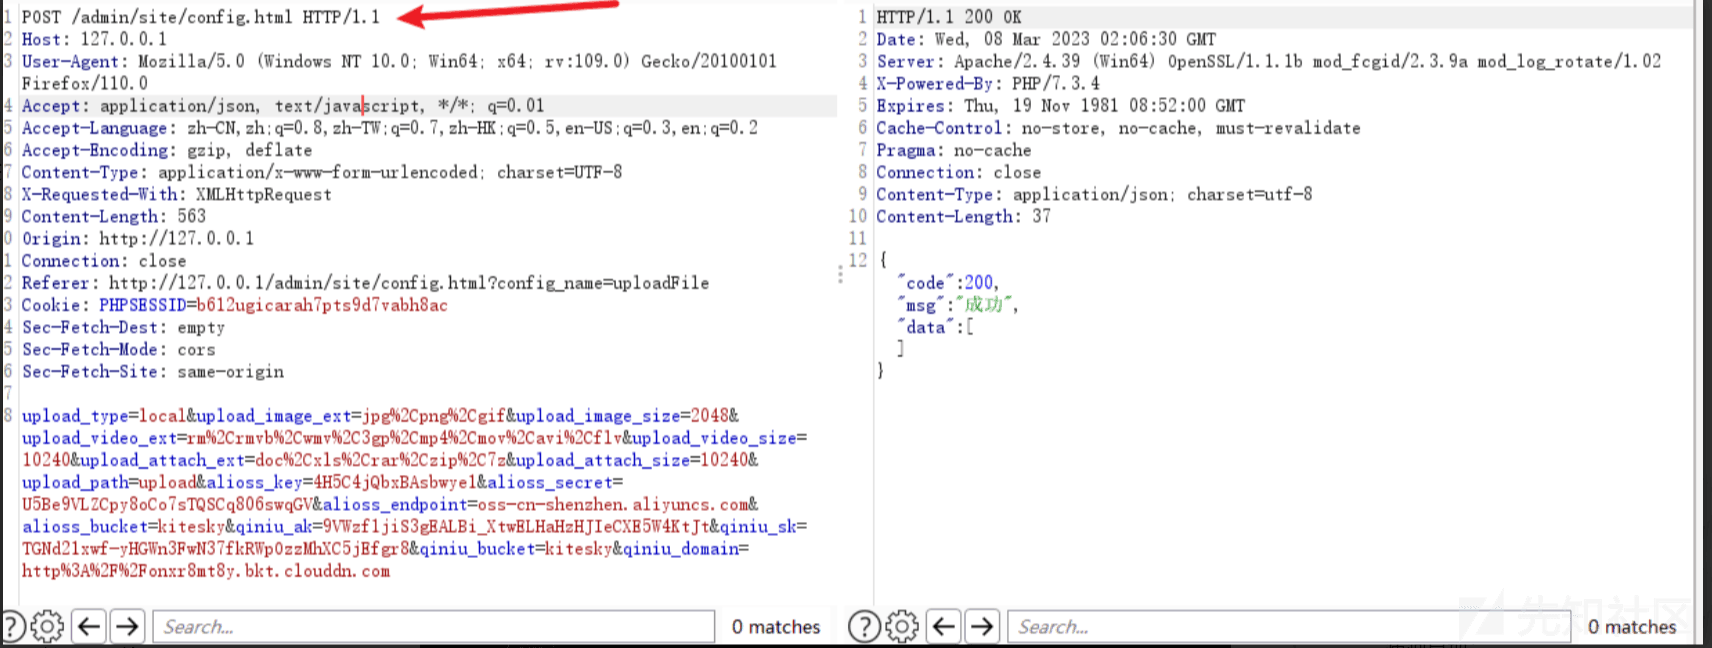 1 POST /admin/site/config.html HTTP/1.1
2 Host: 127.0.0.1
3 User-Agent: Mozilla/5.0 (Windows NT 10.0; Win64; x64; rv:109.0) Gecko/20100101
Firefox/110.0
4 Accept: application/json, text/javascript, */*; q=0.01
5 Accept-Language: zh-CN,zh;q=0.8,zh-TW;q=0.7,zh-HK;q=0.5,en-US;q=0.3,en;q=0.2
6 Accept-Encoding: gzip, deflate
7 Content-Type: application/x-www-form-urlencoded; charset=UTF-8
8 X-Requested-With: XMLHttpRequest
9 Content-Length: 563
0 Origin: http://127.0.0.1
1 Connection: close
2 Referer: http://127.0.0.1/admin/site/config.html?config_name=uploadFile
3 Cookie: PHPSESSID=b612ugicarah7pts9d7vabh8ac
4 Sec-Fetch-Dest: empty
5 Sec-Fetch-Mode: cors
6 Sec-Fetch-Site: same-origin
7
8 upload_type=local&upload_image_ext=jpg%2Cpng%2Cgif&upload_image_size=2048&
upload_video_ext=rm%2Crmvb%2Cwmv%2C3gp%2Cmp4%2Cmov%2Cavi%2Cflv&upload_video_size=
10240&upload_attach_ext=doc%2Cxls%2Crar%2Czip%2C7z&upload_attach_size=10240&
upload_path=upload&alioss_key=4H5C4jQbxBAsbwye1&alioss_secret=
U5Be9VLZCpy8oCo7sTQSCq806swqGV&alioss_endpoint=oss-cn-shenzhen.aliyuncs.com&
alioss_bucket=kitesky&qiniu_ak=9VWzf1jiS3gEALBi_XtwELHaHzHJIeCXE5W4KtJt&qiniu_sk=
TGNd21xwf-yHGWn3FwN37fkRWp0zzMhXC5jEfgr8&qiniu_bucket=kitesky&qiniu_domain=
http%3A%2F%2Fonxr8mt8y.bkt.clouddn.com
Search...
0 matches
1 HTTP/1.1 200 OK
2 Date: Wed, 08 Mar 2023 02:06:30 GMT
3 Server: Apache/2.4.39 (Win64) OpenSSL/1.1.1b mod_fcgid/2.3.9a mod_log_rotate/1.02
4 X-Powered-By: PHP/7.3.4
5 Expires: Thu, 19 Nov 1981 08:52:00 GMT
6 Cache-Control: no-store, no-cache, must-revalidate
7 Pragma: no-cache
8 Connection: close
9 Content-Type: application/json; charset=utf-8
10 Content-Length: 37
11
12 {
"code":200,
"msg":"成功",
"data":[
]
}
Search...
0 matches
先知社区